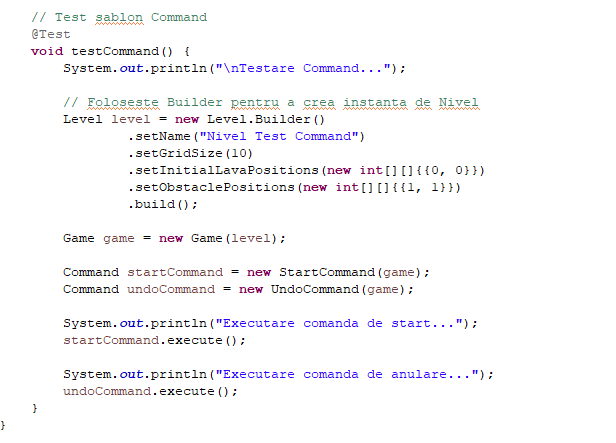 // Test sablon Command
@Test
void testCommand() {
System.out.println("\nTestare Command...");
// Foloseste Builder pentru a crea instanta de Nivel
Level level = new Level.Builder()
.setName("Nivel Test Command")
.setGridSize(10)
.setInitialLavaPositions(new int[][]{{0, 0}})
.setObstaclePositions(new int[][]{{1, 1}})
.build();
Game game = new Game(level);
Command startCommand = new StartCommand(game);
Command undoCommand = new UndoCommand(game);
System.out.println("Executare comanda de start...");
startCommand.execute();
System.out.println("Executare comanda de anulare...");
undoCommand.execute();
}
}